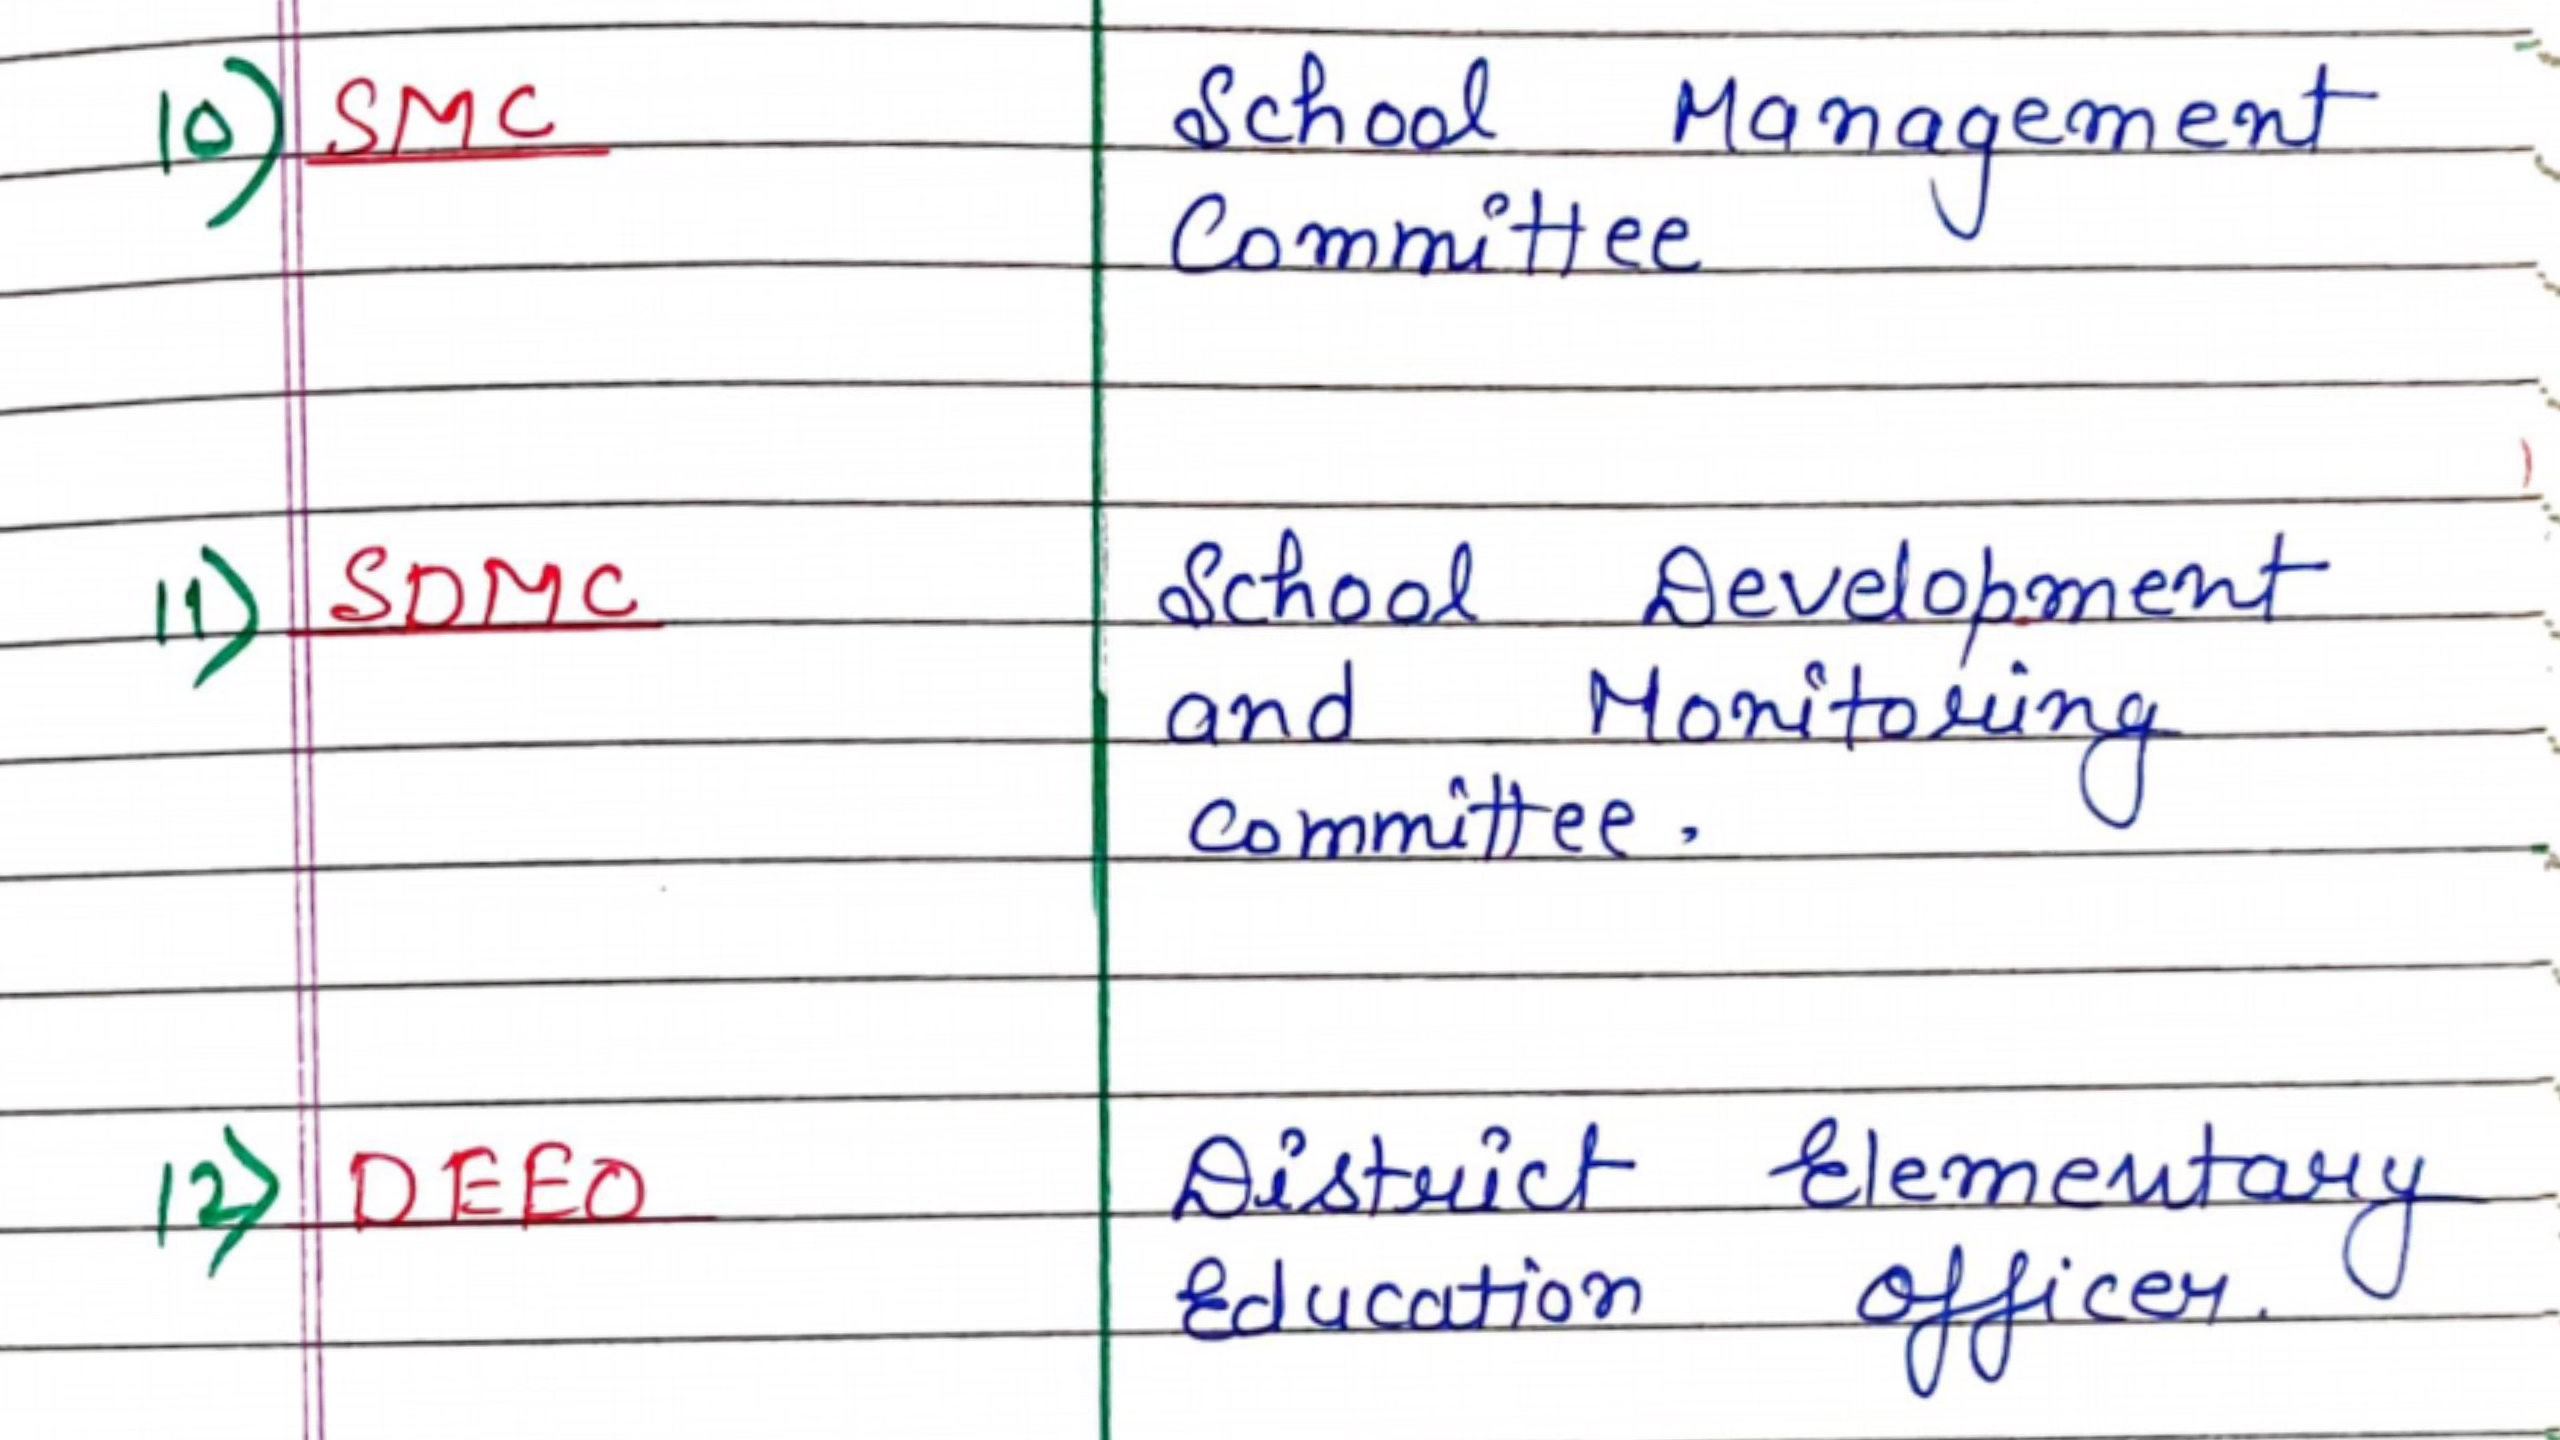 10) SMC School Management
Committee
11) SDMC School Development
and Monitoring
Committee.
12) DEEO District Elementary
Education Officer.